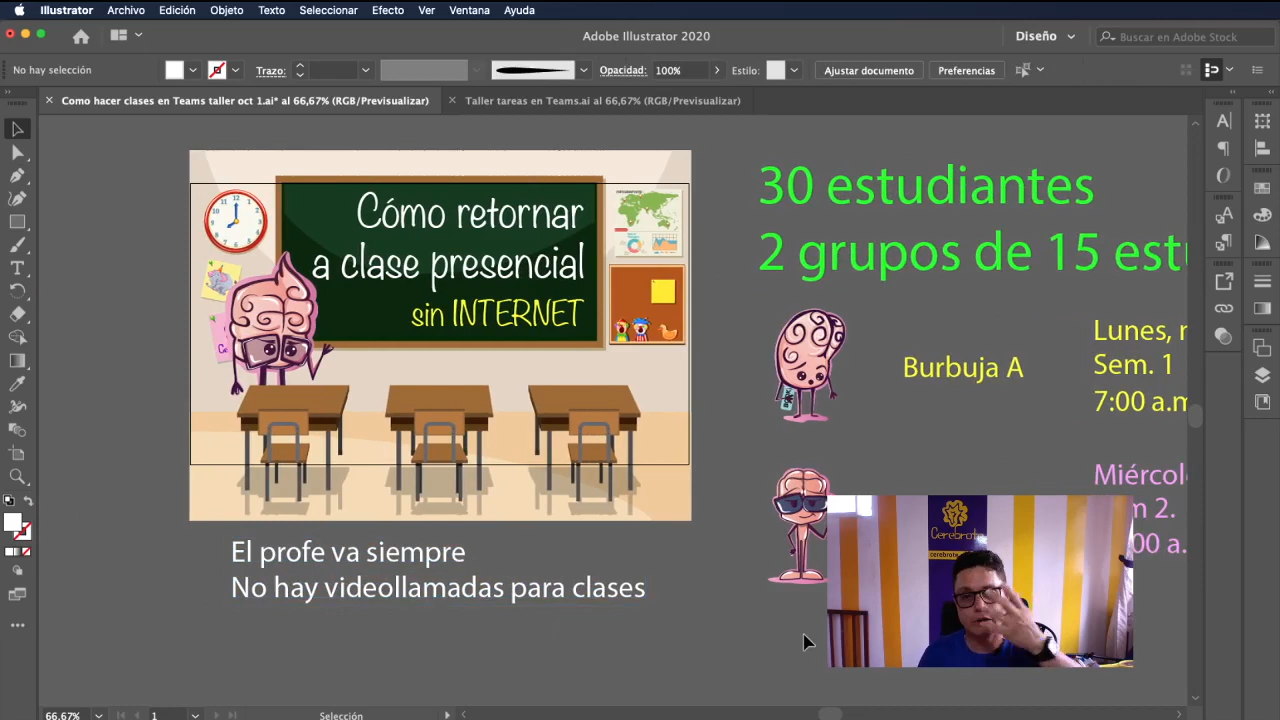 Illustrator Archivo Edición Objeto Texto Seleccionar Efecto Ver Ventana Ayuda
Adobe Illustrator 2020
Diseño
Buscar en Adobe Stock
No hay selección
Trazo:
Opacidad: 100%
Estilo:
Ajustar documento
Preferencias
Como hacer clases en Teams taller oct 1.ai* al 66,67% (RGB/Previsualizar)
Taller tareas en Teams.ai al 66,67% (RGB/Previsualizar)
Cómo retornar
a clase presencial
sin INTERNET
30 estudiantes
2 grupos de 15 estu
Burbuja A
Lunes, m
Sem. 1
7:00 a.m
Miércol
m 2.
00 a.
El profe va siempre
No hay videollamadas para clases
Cerebrote
cerebrote.
66,67%
1
Selección